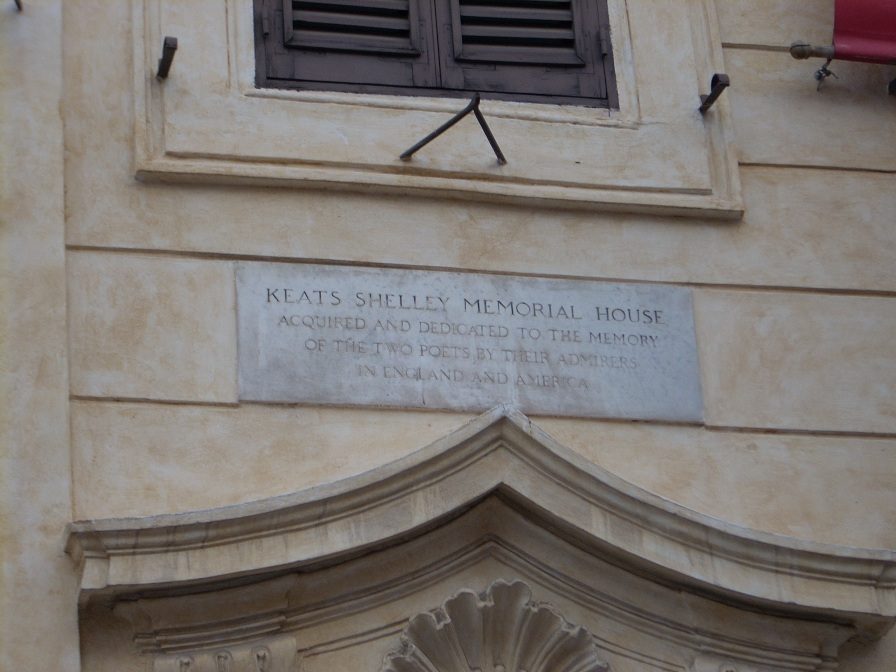 KEATS SHELLEY MEMORIAL HOUSE
ACQUIRED AND DEDICATED TO THE MEMORY
OF THE TWO POETS BY THEIR ADMIRERS
IN ENGLAND AND AMERICA